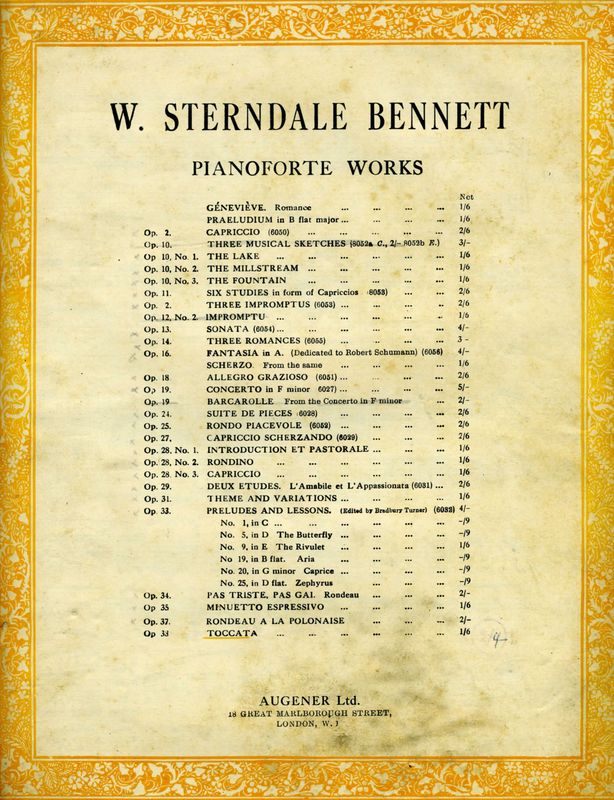 W. STERNDALE BENNETT
PIANOFORTE WORKS
Net
GÉNEVIÈVE. Romance ... ... ... ... 1/6
PRAELUDIUM in B flat major ... ... ... ... 1/6
Op. 2. CAPRICCIO (6050) ... ... ... ... ... 2/6
Op. 10. THREE MUSICAL SKETCHES (8052a C., 2/- 8052b E.) 3/-
Op 10, No. 1. THE LAKE ... ... ... ... ... ... 1/6
Op. 10, No. 2. THE MILLSTREAM ... ... ... ... ... 1/6
Op. 10, No. 3. THE FOUNTAIN ... ... ... ... ... 1/6
Op. 11. SIX STUDIES in form of Capriccios (8053) ... ... 2/6
Op. 2. THREE IMPROMPTUS (6053) ... ... ... .. 2/6
Op. 12, No. 2. IMPROMPTU ... ... ... ... ... ... 1/6
Op. 13. SONATA (6054) ... ... ... ... ... ... 4/-
Op. 14. THREE ROMANCES (6055) ... ... ... ... 3 -
Op. 16. FANTASIA in A. (Dedicated to Robert Schumann) (6056) 4/-
SCHERZO. From the same ... ... ... ... 1/6
Op. 18 ALLEGRO GRAZIOSO (6051) ... ... ... ... 2/6
Op 19. CONCERTO in F minor 6027) ... ... ... ... 5/-
Op. 19 BARCAROLLE From the Concerto in F minor ... 2/-
Op. 24. SUITE DE PIECES (6028) ... ... ... ... 2/6
Op. 25. RONDO PIACEVOLE (6052) ... ... ... ... 2/6
Op. 27. CAPRICCIO SCHERZANDO (6029) ... ... ... 2/6
Op. 28, No. 1. INTRODUCTION ET PASTORALE ... ... ... 1/6
Op. 28, No. 2. RONDINO ... ... ... ... ... ... 1/6
Op. 28 No. 3. CAPRICCIO ... ... ... ... ... ... 1/6
Op. 29. DEUX ETUDES. L'Amabile et L'Appassionata (6031) ... 2/6
Op. 31. THEME AND VARIATIONS ... ... ... ... 1/6
Op. 33. PRELUDES AND LESSONS. (Edited by Bradbury Turner) (6032) 4/-
No. 1, in C ... ... ... ... ... -/9
No. 5, in D The Butterfly ... ... ... ... -/9
No. 9, in E The Rivulet ... ... ... ... 1/6
No 19, in B flat. Aria ... ... ... ... -/9
No. 20, in G minor Caprice ... ... ... ... -/9
No. 25, in D flat. Zephyrus ... ... ... -/9
Op. 34. PAS TRISTE, PAS GAI. Rondeau ... ... ... 2/-
Op 35 MINUETTO ESPRESSIVO ... ... ... ... 1/6
Op. 37. RONDEAU A LA POLONAISE ... ... ... 2/-
Op 38 TOCCATA ... ... ... ... ... ... 1/6
AUGENER Ltd.
18 GREAT MARLBOROUGH STREET,
LONDON, W. 1